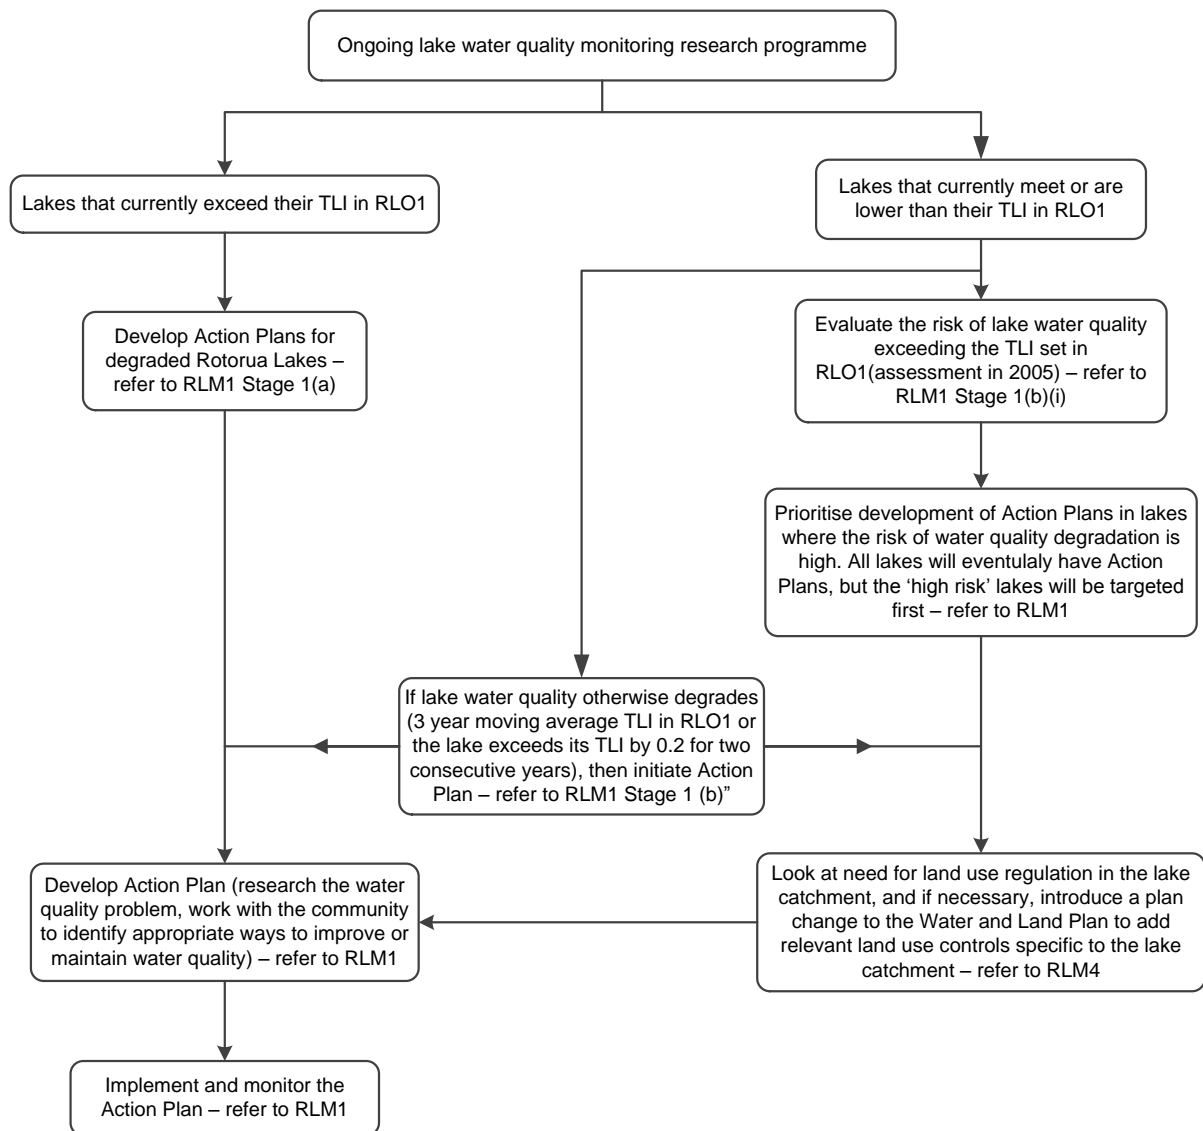 Ongoing lake water quality monitoring research programme
Lakes that currently exceed their TLI in RLO1
Lakes that currently meet or are
lower than their TLI in RLO1
Develop Action Plans for
degraded Rotorua Lakes –
refer to RLM1 Stage 1(a)
Evaluate the risk of lake water quality
exceeding the TLI set in
RLO1(assessment in 2005) – refer to
RLM1 Stage 1(b)(i)
Prioritise development of Action Plans in lakes
where the risk of water quality degradation is
high. All lakes will eventulaly have Action
Plans, but the ‘high risk’ lakes will be targeted
first – refer to RLM1
If lake water quality otherwise degrades
(3 year moving average TLI in RLO1 or
the lake exceeds its TLI by 0.2 for two
consecutive years), then initiate Action
Plan – refer to RLM1 Stage 1 (b)”
Develop Action Plan (research the water
quality problem, work with the community
to identify appropriate ways to improve or
maintain water quality) – refer to RLM1
Look at need for land use regulation in the lake
catchment, and if necessary, introduce a plan
change to the Water and Land Plan to add
relevant land use controls specific to the lake
catchment – refer to RLM4
Implement and monitor the
Action Plan – refer to RLM1